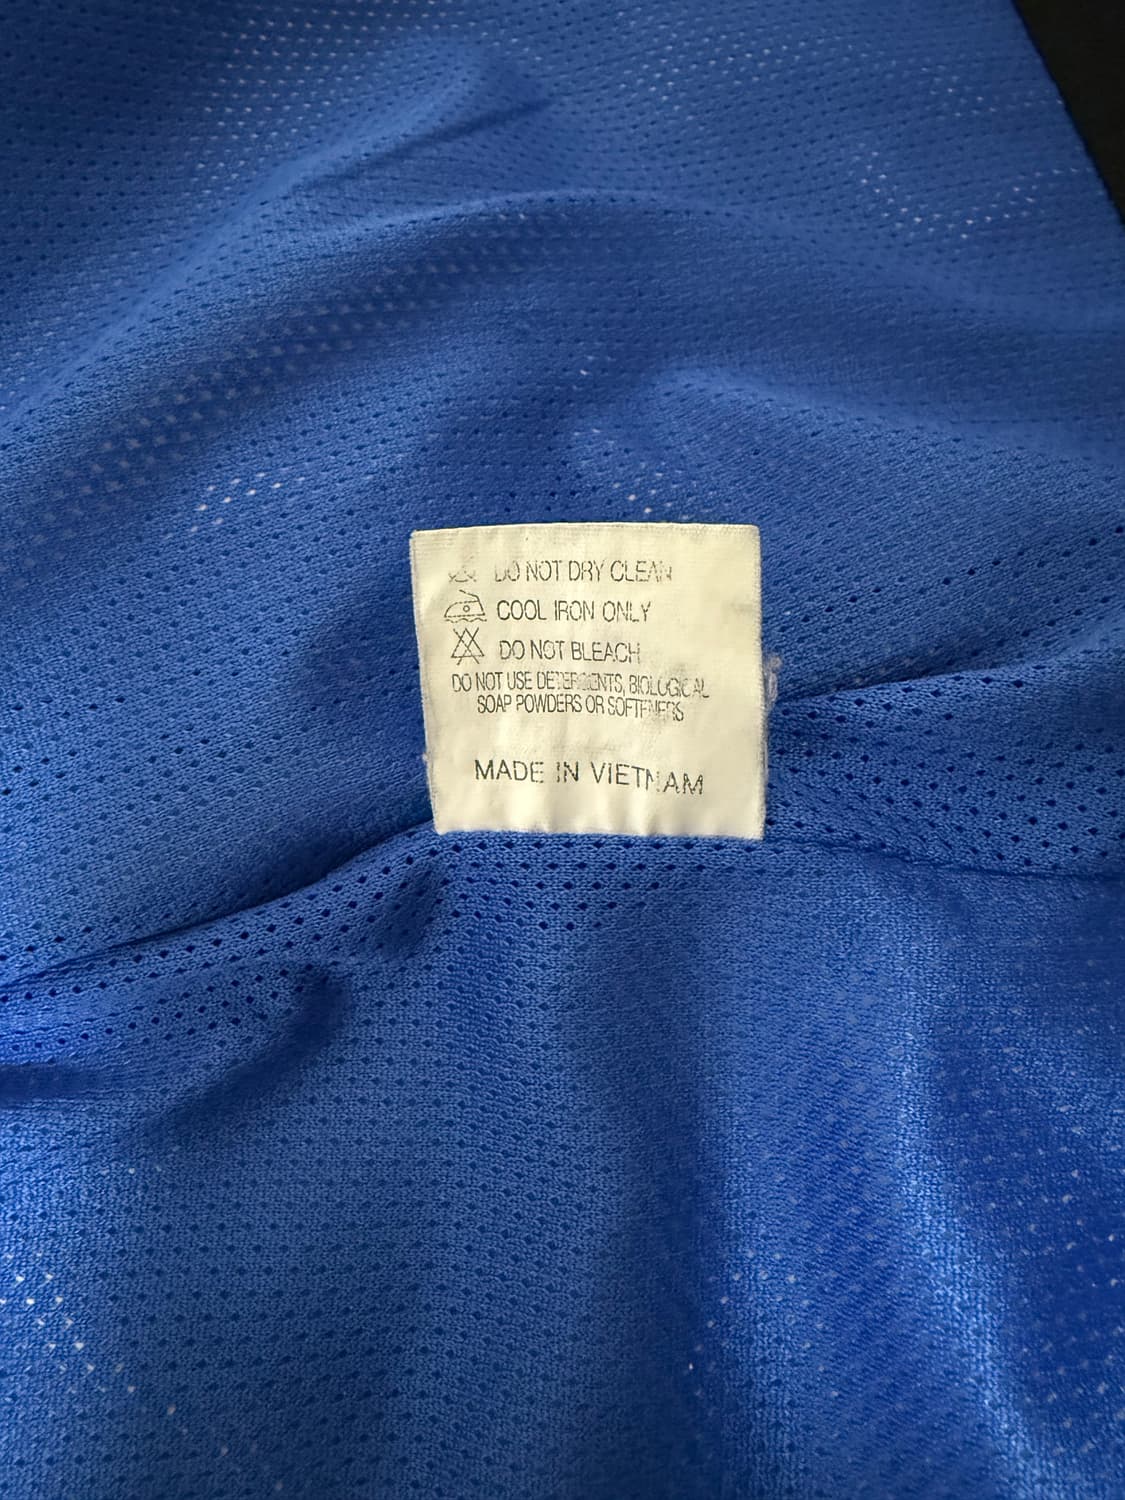 DO NOT DRY CLEAN
COOL IRON ONLY
DO NOT BLEACH
DO NOT USE DETERGENTS, BIOLOGICAL
SOAP POWDERS OR SOFTENERS
MADE IN VIETNAM